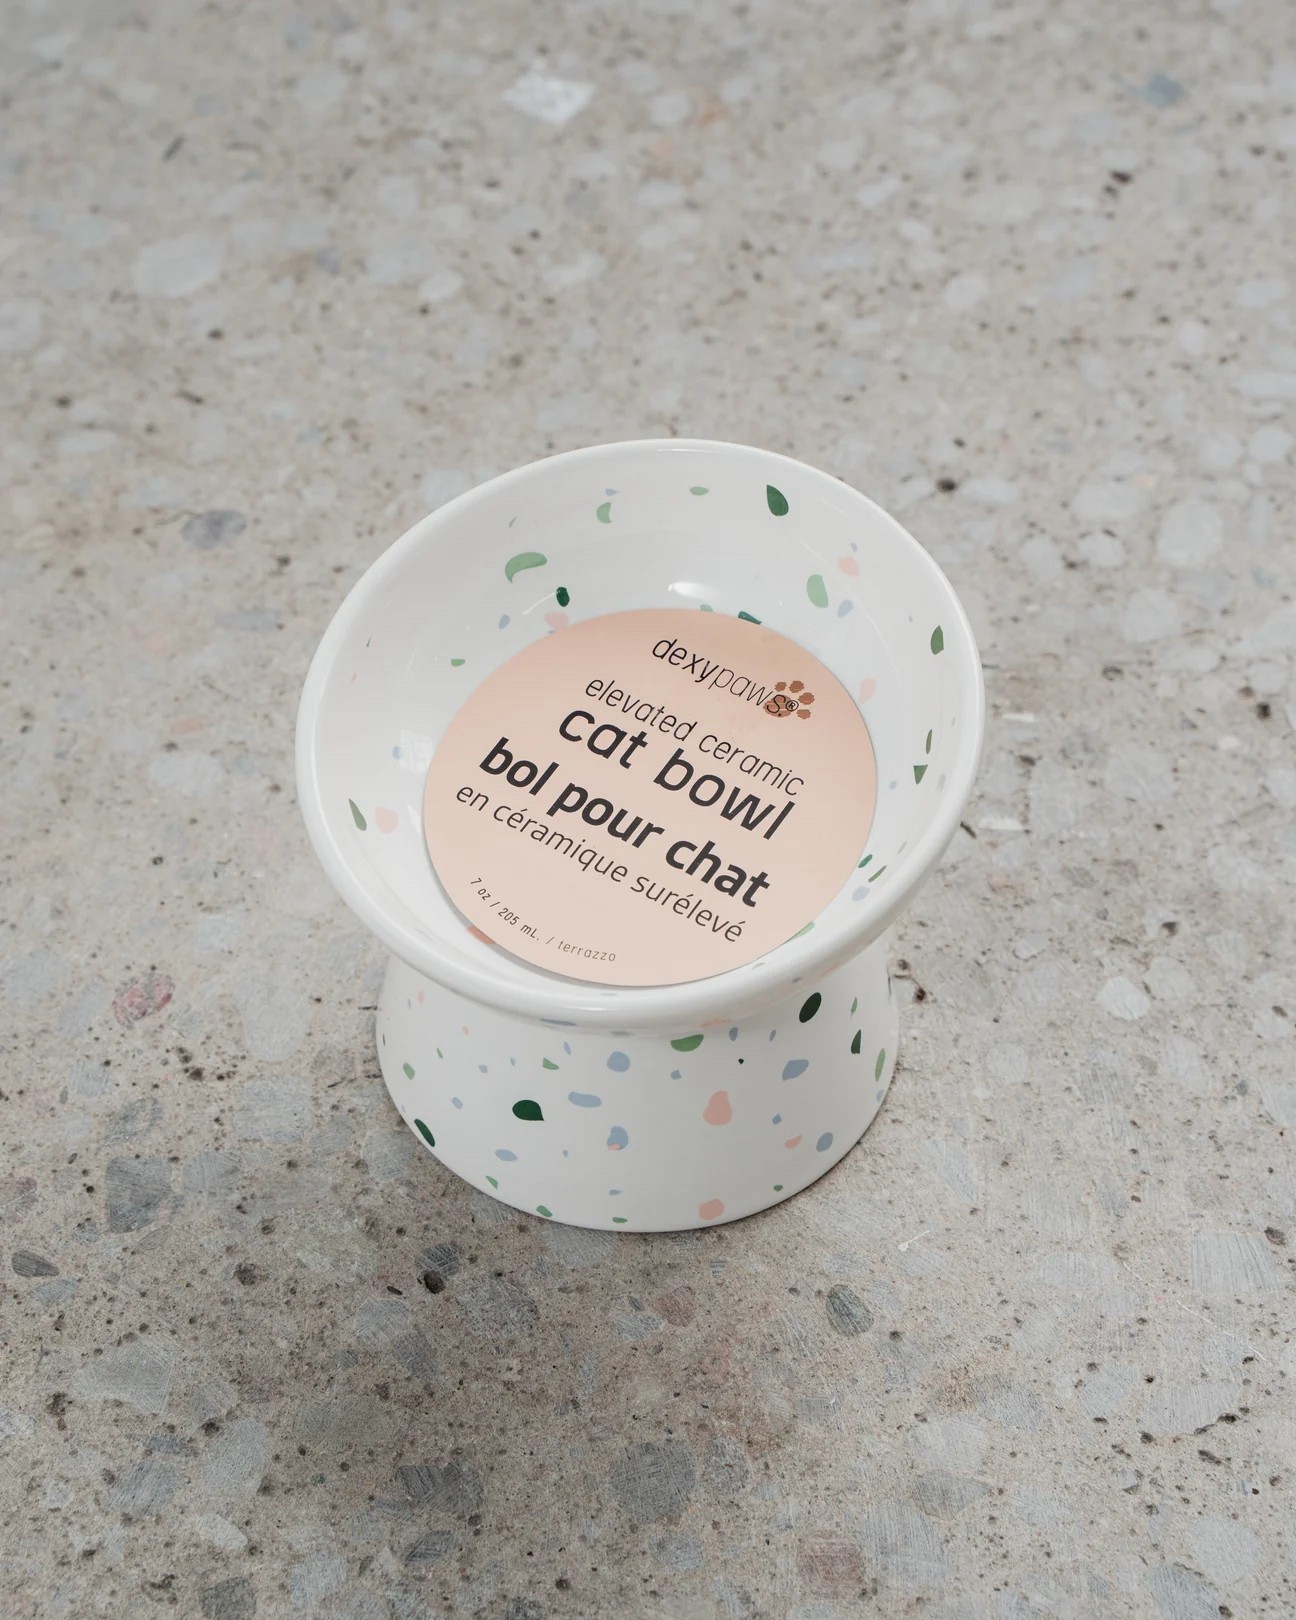 dexypaws.®
elevated ceramic
cat bowl
bol pour chat
en céramique surélevé
7 oz / 205 mL. / terrazzo